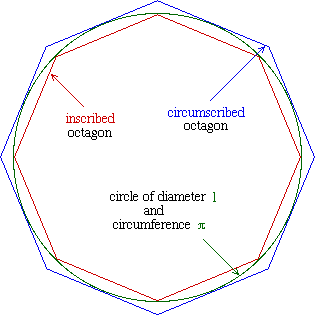 inscribed
octagon
circumscribed
octagon
circle of diameter 1
and
circumference π